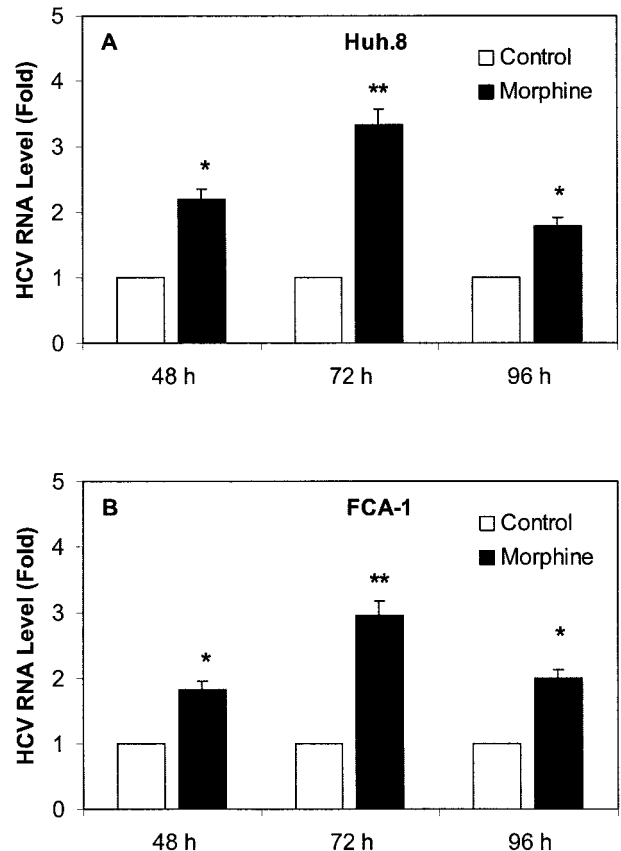 A
Huh.8
Control
Morphine
HCV RNA Level (Fold)
5
4
3
2
1
0
*
**
*
48 h
72 h
96 h
B
FCA-1
Control
Morphine
HCV RNA Level (Fold)
5
4
3
2
1
0
*
**
*
48 h
72 h
96 h